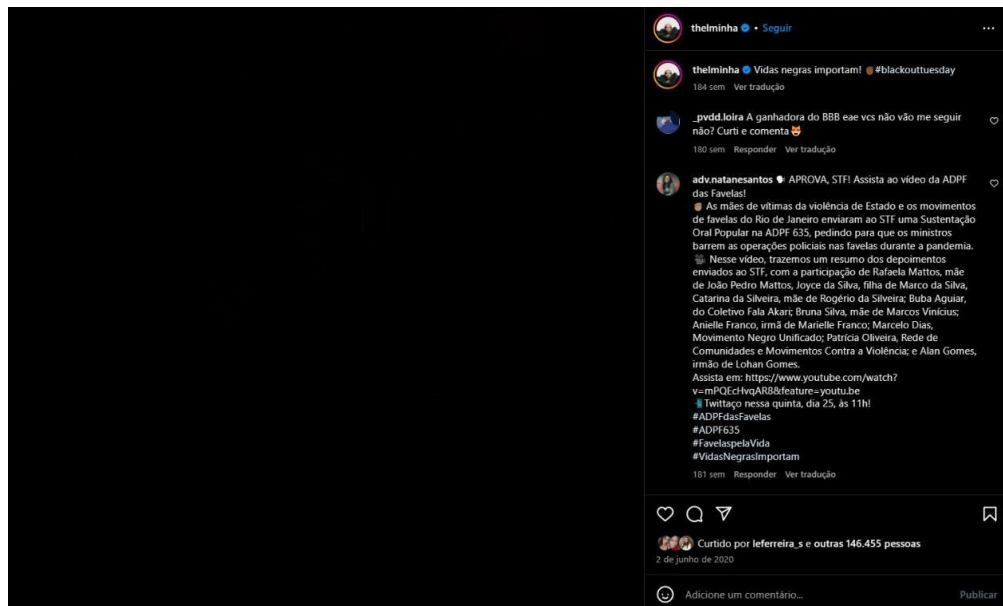 thelminha • Seguir
thelminha Vidas negras importam! ✊🏾#blackouttuesday
184 sem Ver tradução
_pvdd.loira A ganhadora do BBB eae vcs não vão me seguir
não? Curti e comenta
180 sem Responder Ver tradução
adv.natanesantos 🗣 APROVA, STF! Assista ao vídeo da ADPF
das Favelas!
✊🏽 As mães de vítimas da violência de Estado e os movimentos
de favelas do Rio de Janeiro enviaram ao STF uma Sustentação
Oral Popular na ADPF 635, pedindo para que os ministros
barrem as operações policiais nas favelas durante a pandemia.
🎥 Nesse vídeo, trazemos um resumo dos depoimentos
enviados ao STF, com a participação de Rafaela Mattos, mãe
de João Pedro Mattos, Joyce da Silva, filha de Marco da Silva,
Catarina da Silveira, mãe de Rogério da Silveira; Buba Aguiar,
do Coletivo Fala Akari; Bruna Silva, mãe de Marcos Vinícius;
Anielle Franco, irmã de Marielle Franco; Marcelo Dias,
Movimento Negro Unificado; Patrícia Oliveira, Rede de
Comunidades e Movimentos Contra a Violência; e Alan Gomes,
irmão de Lohan Gomes.
Assista em: https://www.youtube.com/watch?
v=mPQEcHvqAR8&feature=youtu.be
📲Twittaço nessa quinta, dia 25, às 11h!
#ADPFdasFavelas
#ADPF635
#FavelaspelaVida
#VidasNegrasImportam
181 sem Responder Ver tradução
Curtido por leferreira_s e outras 146.455 pessoas
2 de junho de 2020
Adicione um comentário... Publicar